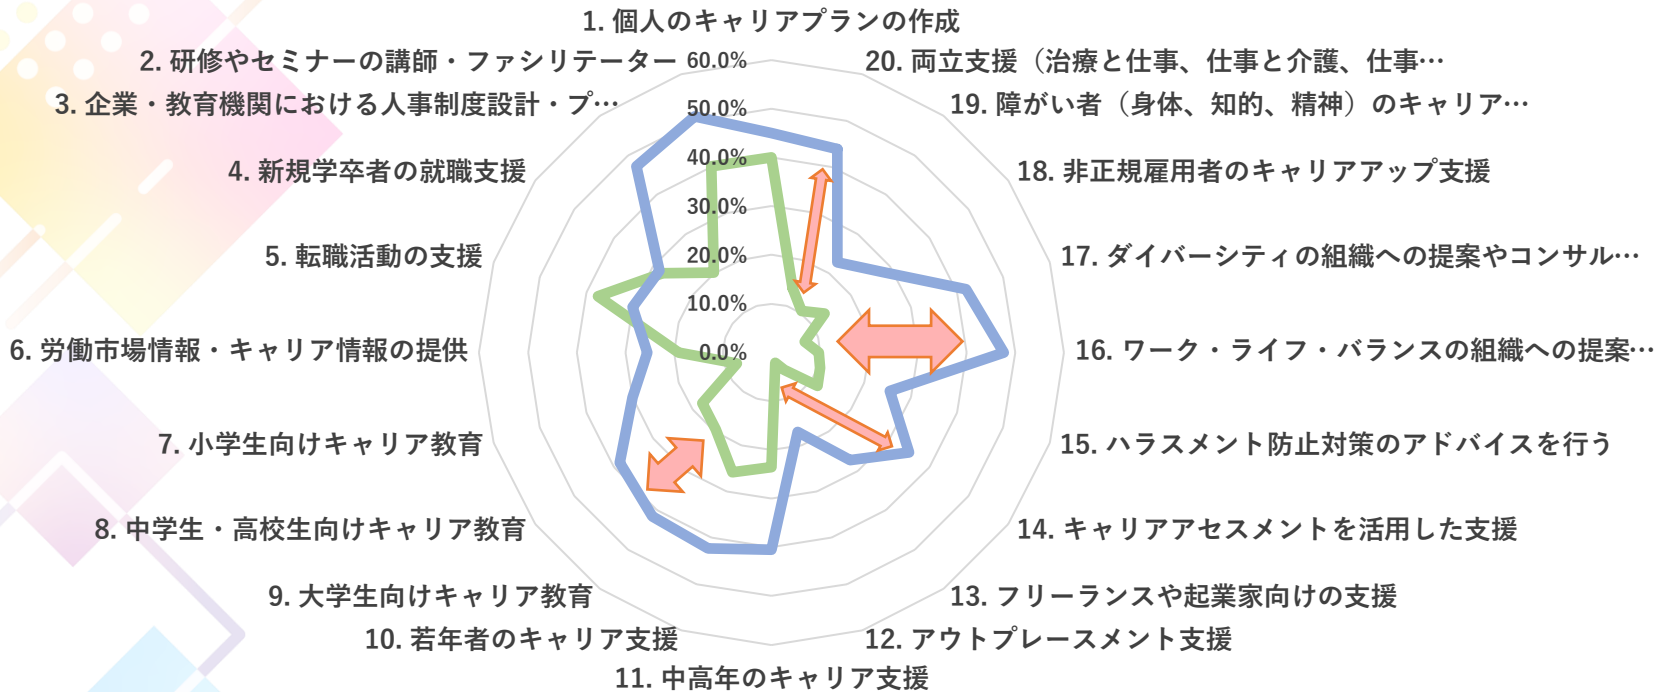 1. 個人のキャリアプランの作成
2. 研修やセミナーの講師・ファシリテーター
3. 企業・教育機関における人事制度設計・プ…
4. 新規学卒者の就職支援
5. 転職活動の支援
6. 労働市場情報・キャリア情報の提供
7. 小学生向けキャリア教育
8. 中学生・高校生向けキャリア教育
9. 大学生向けキャリア教育
10. 若年者のキャリア支援
11. 中高年のキャリア支援
12. アウトプレースメント支援
13. フリーランスや起業家向けの支援
14. キャリアアセスメントを活用した支援
15. ハラスメント防止対策のアドバイスを行う
16. ワーク・ライフ・バランスの組織への提案…
17. ダイバーシティの組織への提案やコンサル…
18. 非正規雇用者のキャリアアップ支援
19. 障がい者（身体、知的、精神）のキャリア…
20. 両立支援（治療と仕事、仕事と介護、仕事…
60.0%
50.0%
40.0%
30.0%
20.0%
10.0%
0.0%